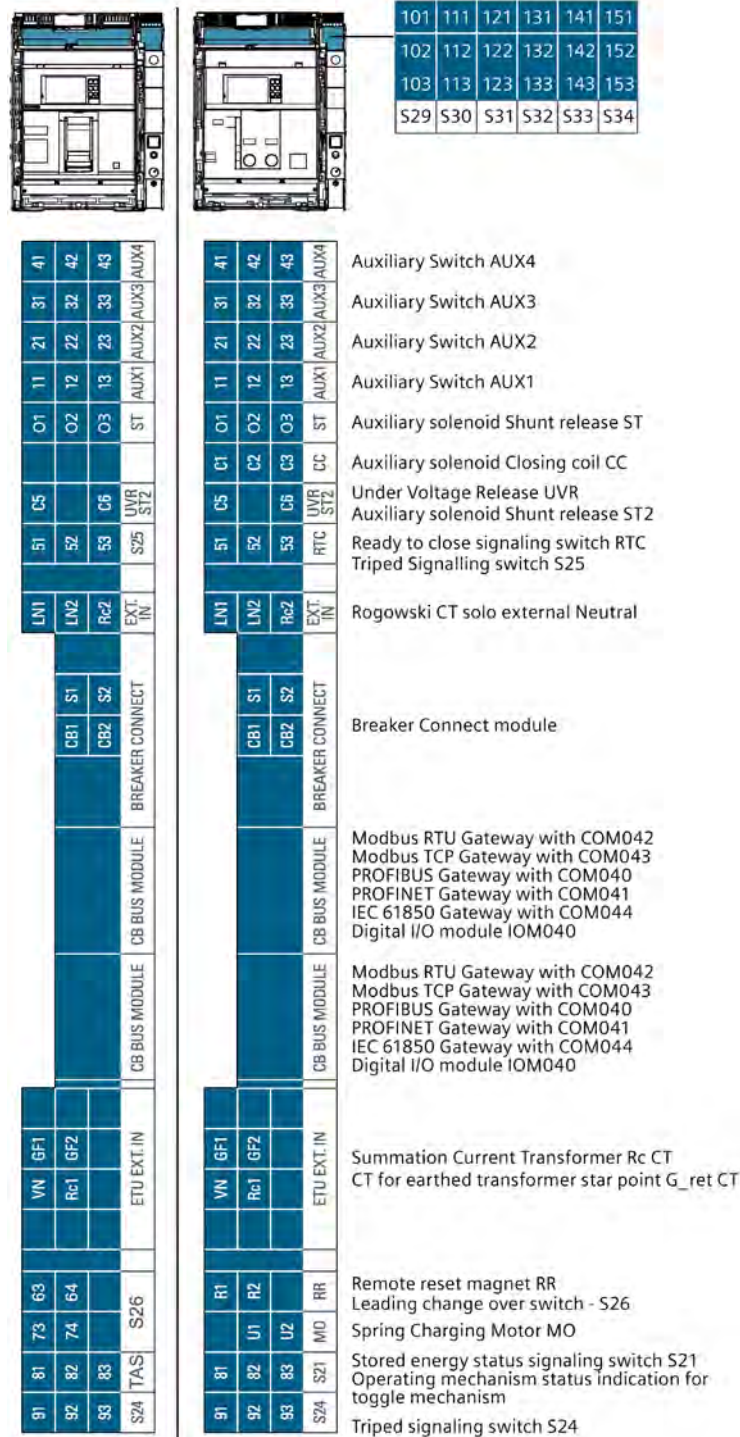 101 111 121 131 141 151
102 112 122 132 142 152
103 113 123 133 143 153
S29 S30 S31 S32 S33 S34
41 42 43 AUX4 41 42 43 AUX4 Auxiliary Switch AUX4
31 32 33 AUX3 31 32 33 AUX3 Auxiliary Switch AUX3
21 22 23 AUX2 21 22 23 AUX2 Auxiliary Switch AUX2
11 12 13 AUX1 11 12 13 AUX1 Auxiliary Switch AUX1
O1 O2 O3 ST O1 O2 O3 ST Auxiliary solenoid Shunt release ST
C1 C2 C3 CC Auxiliary solenoid Closing coil CC
C5 C6 UVR ST2 C5 C6 UVR ST2 Under Voltage Release UVR
Auxiliary solenoid Shunt release ST2
51 52 53 S25 51 52 53 RTC Ready to close signaling switch RTC
Triped Signalling switch S25
LN1 LN2 Rc2 EXT. IN LN1 LN2 Rc2 EXT. IN Rogowski CT solo external Neutral
S1 S2 S1 S2
CB1 CB2 BREAKER CONNECT CB1 CB2 BREAKER CONNECT Breaker Connect module
CB BUS MODULE CB BUS MODULE
Modbus RTU Gateway with COM042
Modbus TCP Gateway with COM043
PROFIBUS Gateway with COM040
PROFINET Gateway with COM041
IEC 61850 Gateway with COM044
Digital I/O module IOM040
CB BUS MODULE CB BUS MODULE
Modbus RTU Gateway with COM042
Modbus TCP Gateway with COM043
PROFIBUS Gateway with COM040
PROFINET Gateway with COM041
IEC 61850 Gateway with COM044
Digital I/O module IOM040
GF1 GF2 ETU EXT. IN GF1 GF2 ETU EXT. IN Summation Current Transformer Rc CT
VN Rc1 VN Rc1 CT for earthed transformer star point G_ret CT
63 64 S26 R1 R2 RR Remote reset magnet RR
Leading change over switch - S26
73 74 U1 U2 MO Spring Charging Motor MO
81 82 83 TAS 81 82 83 S21 Stored energy status signaling switch S21
Operating mechanism status indication for
toggle mechanism
91 92 93 S24 91 92 93 S24 Triped signaling switch S24